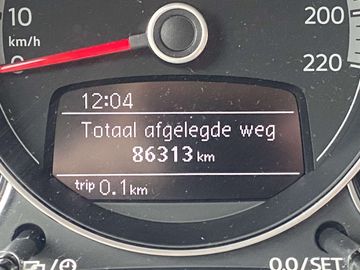 10
200
km/h
0
220
12:04
Totaal afgelegde weg
86313 km
trip 0.1 km
0.0/SET